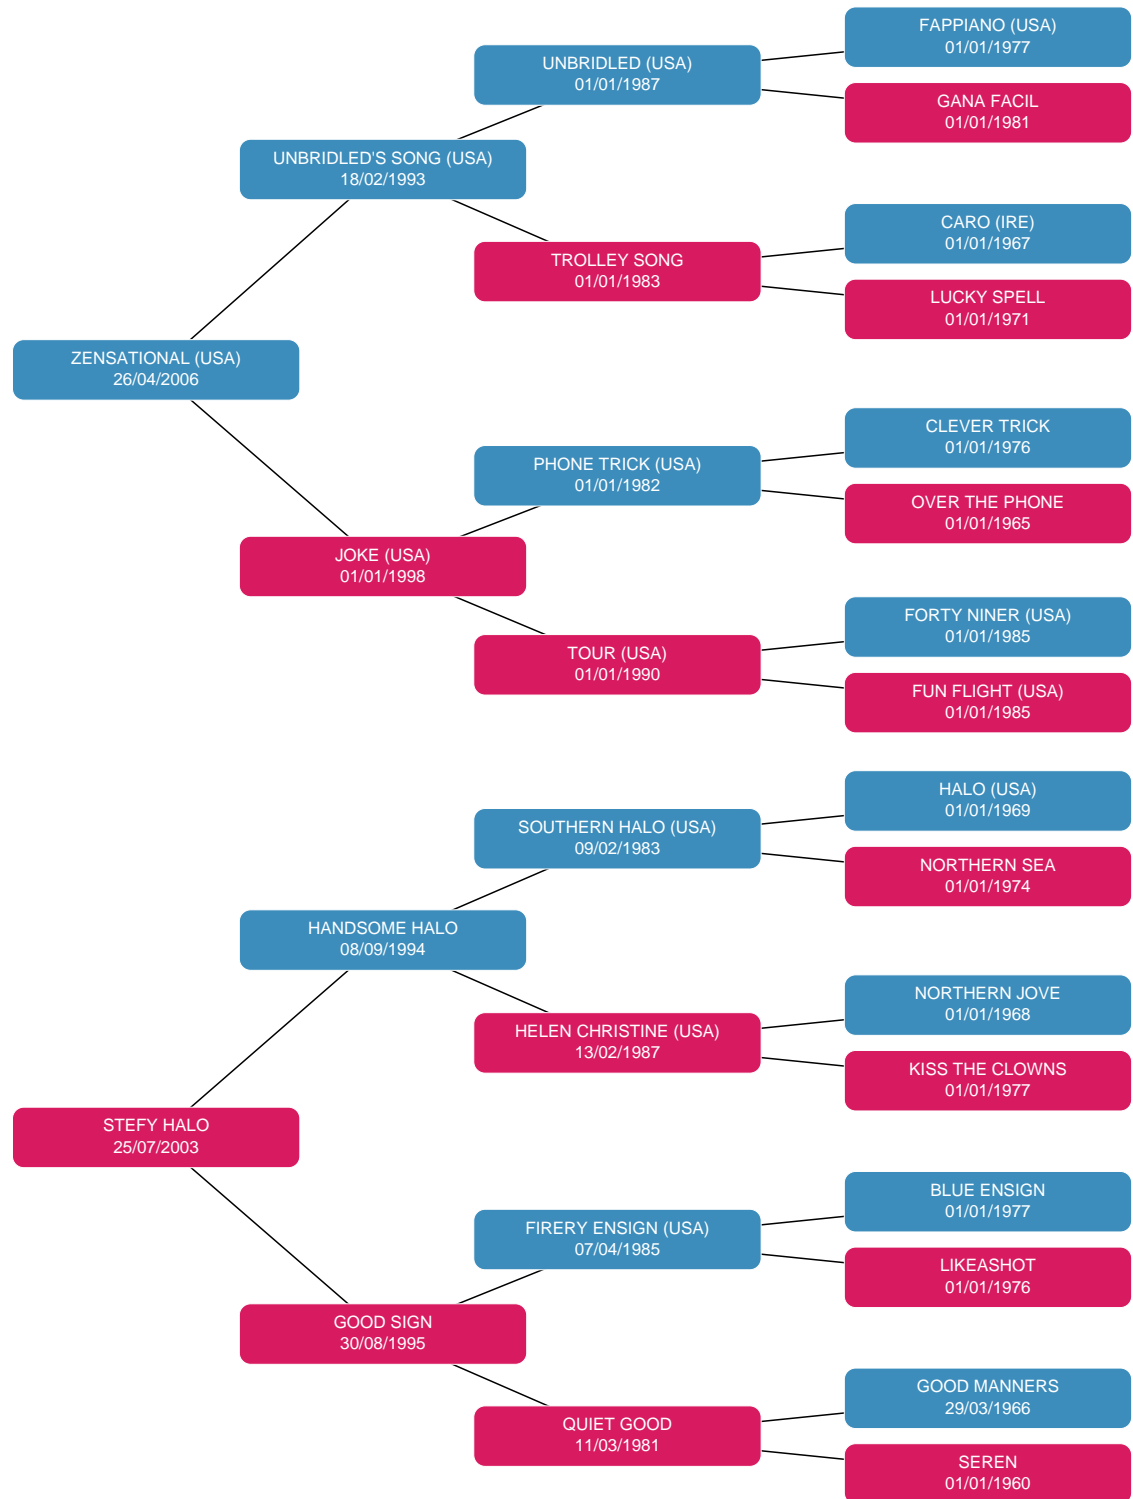 FAPPIANO (USA)
01/01/1977
UNBRIDLED (USA)
01/01/1987
GANA FACIL
01/01/1981
UNBRIDLED'S SONG (USA)
18/02/1993
CARO (IRE)
01/01/1967
TROLLEY SONG
01/01/1983
LUCKY SPELL
01/01/1971
ZENSATIONAL (USA)
26/04/2006
CLEVER TRICK
01/01/1976
PHONE TRICK (USA)
01/01/1982
OVER THE PHONE
01/01/1965
JOKE (USA)
01/01/1998
FORTY NINER (USA)
01/01/1985
TOUR (USA)
01/01/1990
FUN FLIGHT (USA)
01/01/1985
HALO (USA)
01/01/1969
SOUTHERN HALO (USA)
09/02/1983
NORTHERN SEA
01/01/1974
HANDSOME HALO
08/09/1994
NORTHERN JOVE
01/01/1968
HELEN CHRISTINE (USA)
13/02/1987
KISS THE CLOWNS
01/01/1977
STEFY HALO
25/07/2003
BLUE ENSIGN
01/01/1977
FIRERY ENSIGN (USA)
07/04/1985
LIKEASHOT
01/01/1976
GOOD SIGN
30/08/1995
GOOD MANNERS
29/03/1966
QUIET GOOD
11/03/1981
SEREN
01/01/1960